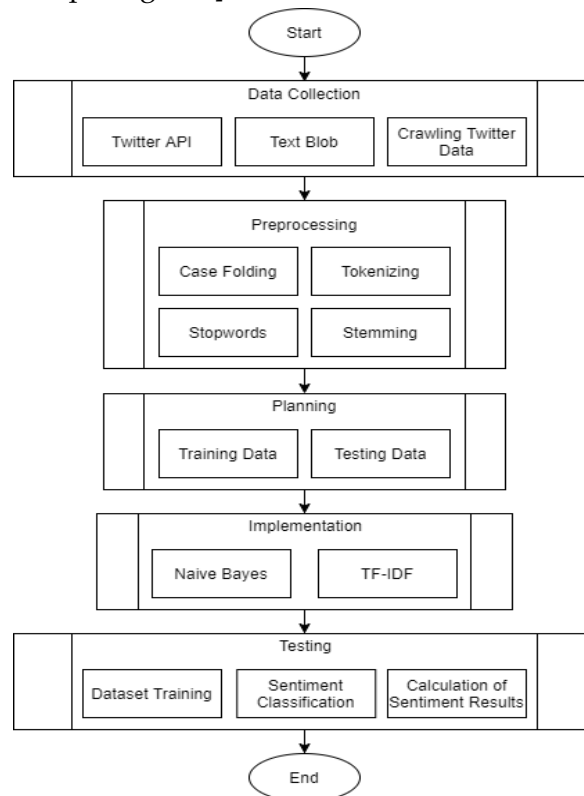 Start
Data Collection
Twitter API
Text Blob
Crawling Twitter
Data
Preprocessing
Case Folding
Tokenizing
Stopwords
Stemming
Planning
Training Data
Testing Data
Implementation
Naive Bayes
TF-IDF
Testing
Dataset Training
Sentiment
Classification
Calculation of
Sentiment Results
End